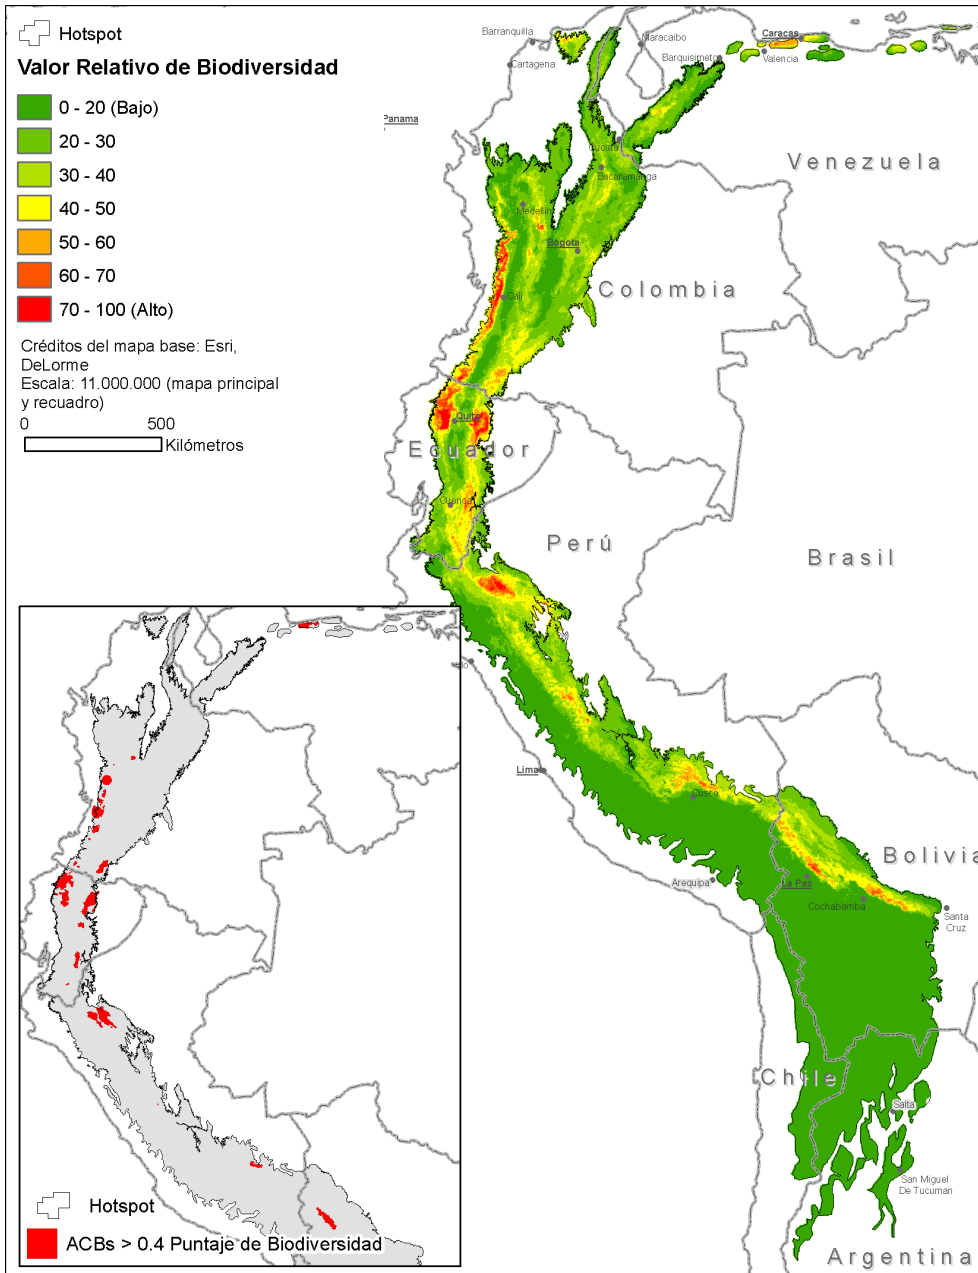 Hotspot
Valor Relativo de Biodiversidad
0 - 20 (Bajo)
20 - 30
30 - 40
40 - 50
50 - 60
60 - 70
70 - 100 (Alto)
Créditos del mapa base: Esri,
DeLorme
Escala: 11.000.000 (mapa principal
y recuadro)
0 500
Kilómetros
Barranquilla
Cartagena
Maracaibo
Caracas
Valencia
Barquisimeto
Panama
Cucuta
Bucaramanga
Venezuela
Medellin
Bogota
Colombia
Cali
Quito
Ecuador
Cuenca
Perú
Brasil
Lima
Cusco
Arequipa
La Paz
Bolivia
Cochabamba
Santa
Cruz
Chile
Salta
San Miguel
De Tucuman
Argentina
Hotspot
ACBs > 0.4 Puntaje de Biodiversidad